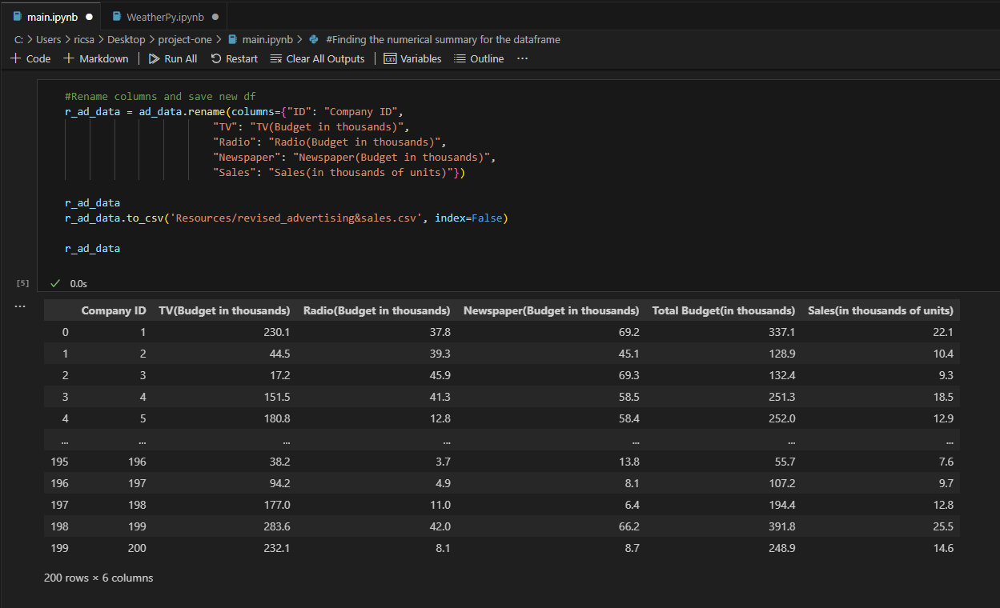 main.ipynb WeatherPy.ipynb
C: > Users > ricsa > Desktop > project-one > main.ipynb > #Finding the numerical summary for the dataframe
+ Code + Markdown | Run All Restart Clear All Outputs | Variables Outline ...
#Rename columns and save new df
r_ad_data = ad_data.rename(columns={"ID": "Company ID",
"TV": "TV(Budget in thousands)",
"Radio": "Radio(Budget in thousands)",
"Newspaper": "Newspaper(Budget in thousands)",
"Sales": "Sales(in thousands of units)"})
r_ad_data
r_ad_data.to_csv('Resources/revised_advertising&sales.csv', index=False)
r_ad_data
[5] ✓ 0.0s
...
Company ID TV(Budget in thousands) Radio(Budget in thousands) Newspaper(Budget in thousands) Total Budget(in thousands) Sales(in thousands of units)
0 1 230.1 37.8 69.2 337.1 22.1
1 2 44.5 39.3 45.1 128.9 10.4
2 3 17.2 45.9 69.3 132.4 9.3
3 4 151.5 41.3 58.5 251.3 18.5
4 5 180.8 12.8 58.4 252.0 12.9
... ... ... ... ... ... ...
195 196 38.2 3.7 13.8 55.7 7.6
196 197 94.2 4.9 8.1 107.2 9.7
197 198 177.0 11.0 6.4 194.4 12.8
198 199 283.6 42.0 66.2 391.8 25.5
199 200 232.1 8.1 8.7 248.9 14.6
200 rows × 6 columns